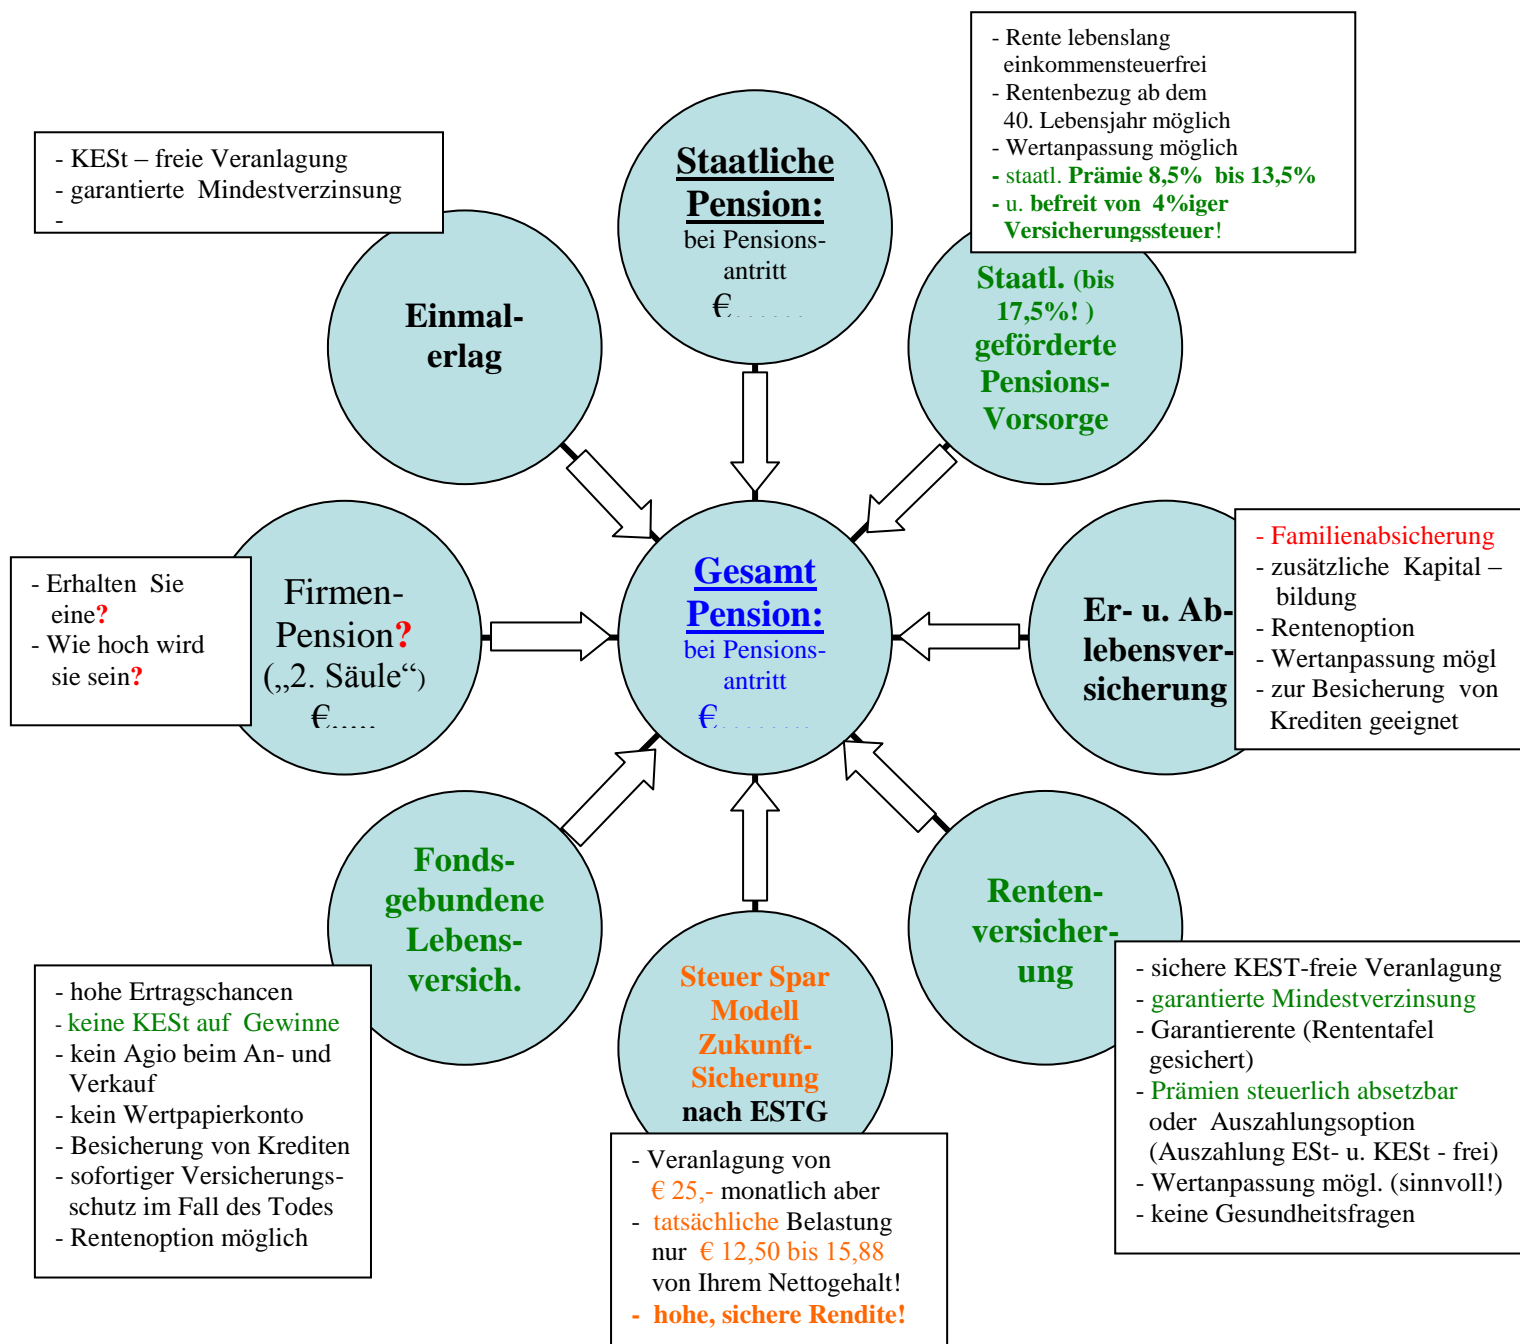 - Rente lebenslang
einkommensteuerfrei
- Rentenbezug ab dem
40. Lebensjahr möglich
- Wertanpassung möglich
- staatl. Prämie 8,5% bis 13,5%
- u. befreit von 4%iger
Versicherungssteuer!
- KESt – freie Veranlagung
- garantierte Mindestverzinsung
-
Staatliche
Pension:
bei Pensions-
antritt
€.......
Einmal-
erlag
Staatl. (bis
17,5%! )
geförderte
Pensions-
Vorsorge
- Erhalten Sie
eine?
- Wie hoch wird
sie sein?
Firmen-
Pension?
(„2. Säule“)
€.....
Gesamt
Pension:
bei Pensions-
antritt
€.........
Er- u. Ab-
lebensver-
sicherung
- Familienabsicherung
- zusätzliche Kapital –
bildung
- Rentenoption
- Wertanpassung mögl
- zur Besicherung von
Krediten geeignet
Fonds-
gebundene
Lebens-
versich.
- hohe Ertragschancen
- keine KESt auf Gewinne
- kein Agio beim An- und
Verkauf
- kein Wertpapierkonto
- Besicherung von Krediten
- sofortiger Versicherungs-
schutz im Fall des Todes
- Rentenoption möglich
Steuer Spar
Modell
Zukunft-
Sicherung
nach ESTG
- Veranlagung von
€ 25,- monatlich aber
- tatsächliche Belastung
nur € 12,50 bis 15,88
von Ihrem Nettogehalt!
- hohe, sichere Rendite!
Renten-
versicher-
ung
- sichere KEST-freie Veranlagung
- garantierte Mindestverzinsung
- Garantierente (Rententafel
gesichert)
- Prämien steuerlich absetzbar
oder Auszahlungsoption
(Auszahlung ESt- u. KESt - frei)
- Wertanpassung mögl. (sinnvoll!)
- keine Gesundheitsfragen